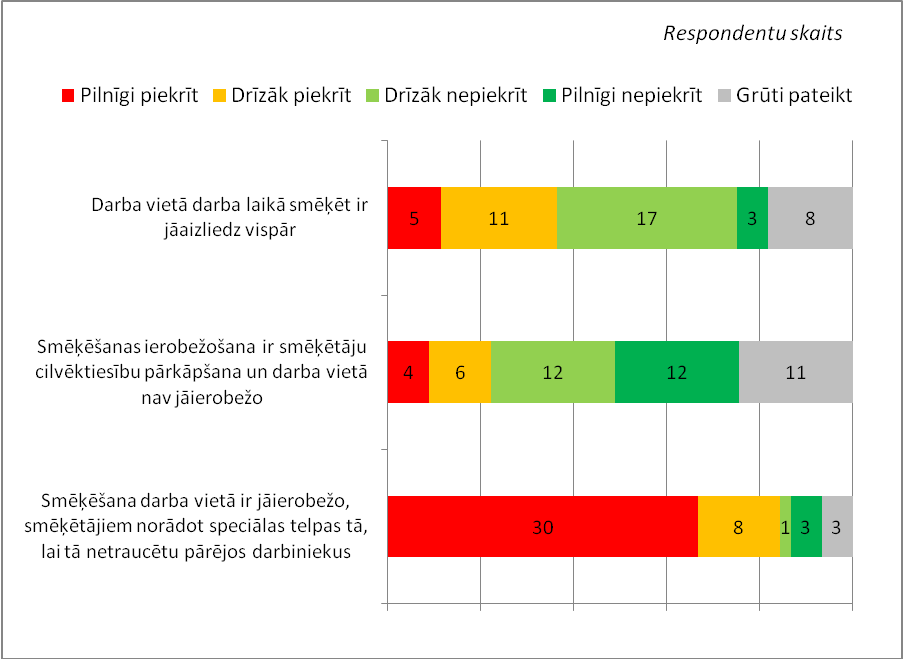 Respondentu skaits
Pilnīgi piekrīt Drīzāk piekrīt Drīzāk nepiekrīt Pilnīgi nepiekrīt Grūti pateikt
Darba vietā darba laikā smēķēt ir
jāaizliedz vispār
5 11 17 3 8
Smēķēšanas ierobežošana ir smēķētāju
cilvēktiesību pārkāpšana un darba vietā
nav jāierobežo
4 6 12 12 11
Smēķēšana darba vietā ir jāierobežo,
smēķētājiem norādot speciālas telpas tā,
lai tā netraucētu pārējos darbiniekus
30 8 1 3 3